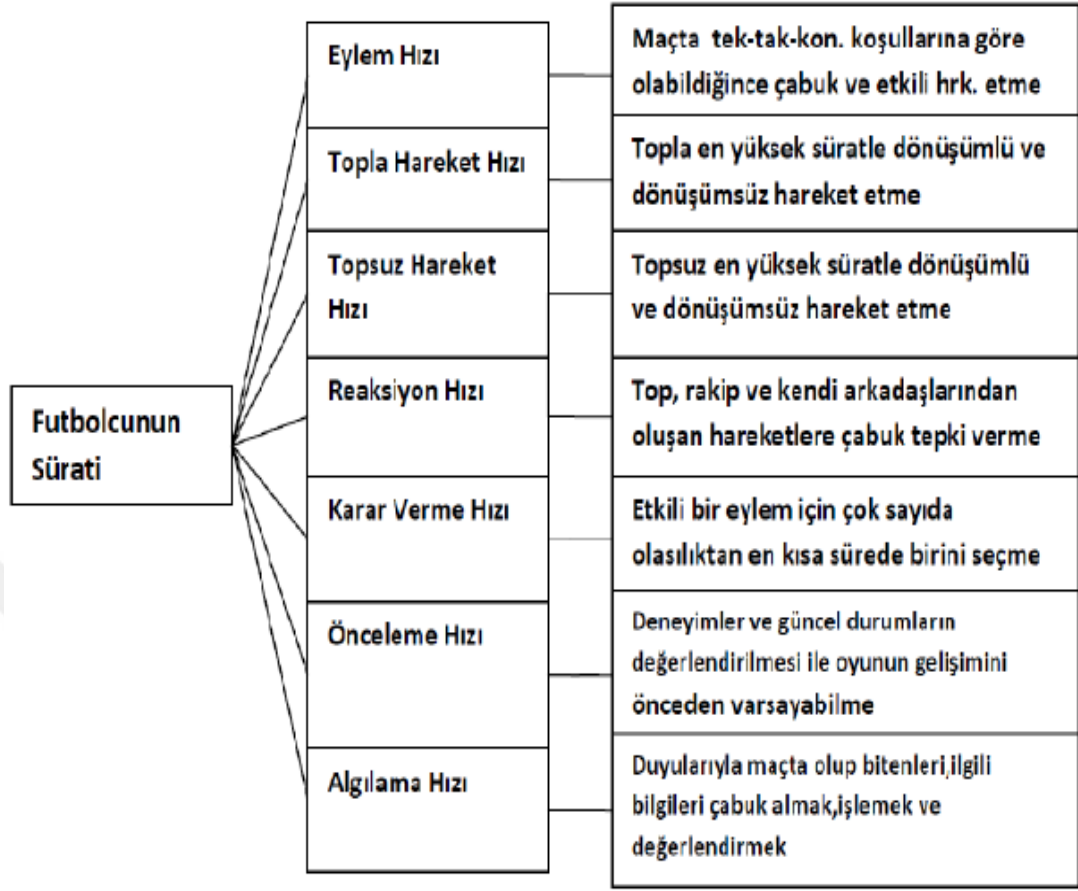 Futbolcunun
Sürati
Eylem Hızı
Maçta tek-tak-kon. koşullarına göre
olabildiğince çabuk ve etkili hrk. etme
Topla Hareket Hızı
Topla en yüksek süratle dönüşümlü ve
dönüşümsüz hareket etme
Topsuz Hareket
Hızı
Topsuz en yüksek süratle dönüşümlü
ve dönüşümsüz hareket etme
Reaksiyon Hızı
Top, rakip ve kendi arkadaşlarından
oluşan hareketlere çabuk tepki verme
Karar Verme Hızı
Etkili bir eylem için çok sayıda
olasılıktan en kısa sürede birini seçme
Önceleme Hızı
Deneyimler ve güncel durumların
değerlendirilmesi ile oyunun gelişimini
önceden varsayabilme
Algılama Hızı
Duyularıyla maçta olup bitenleri,ilgili
bilgileri çabuk almak,işlemek ve
değerlendirmek